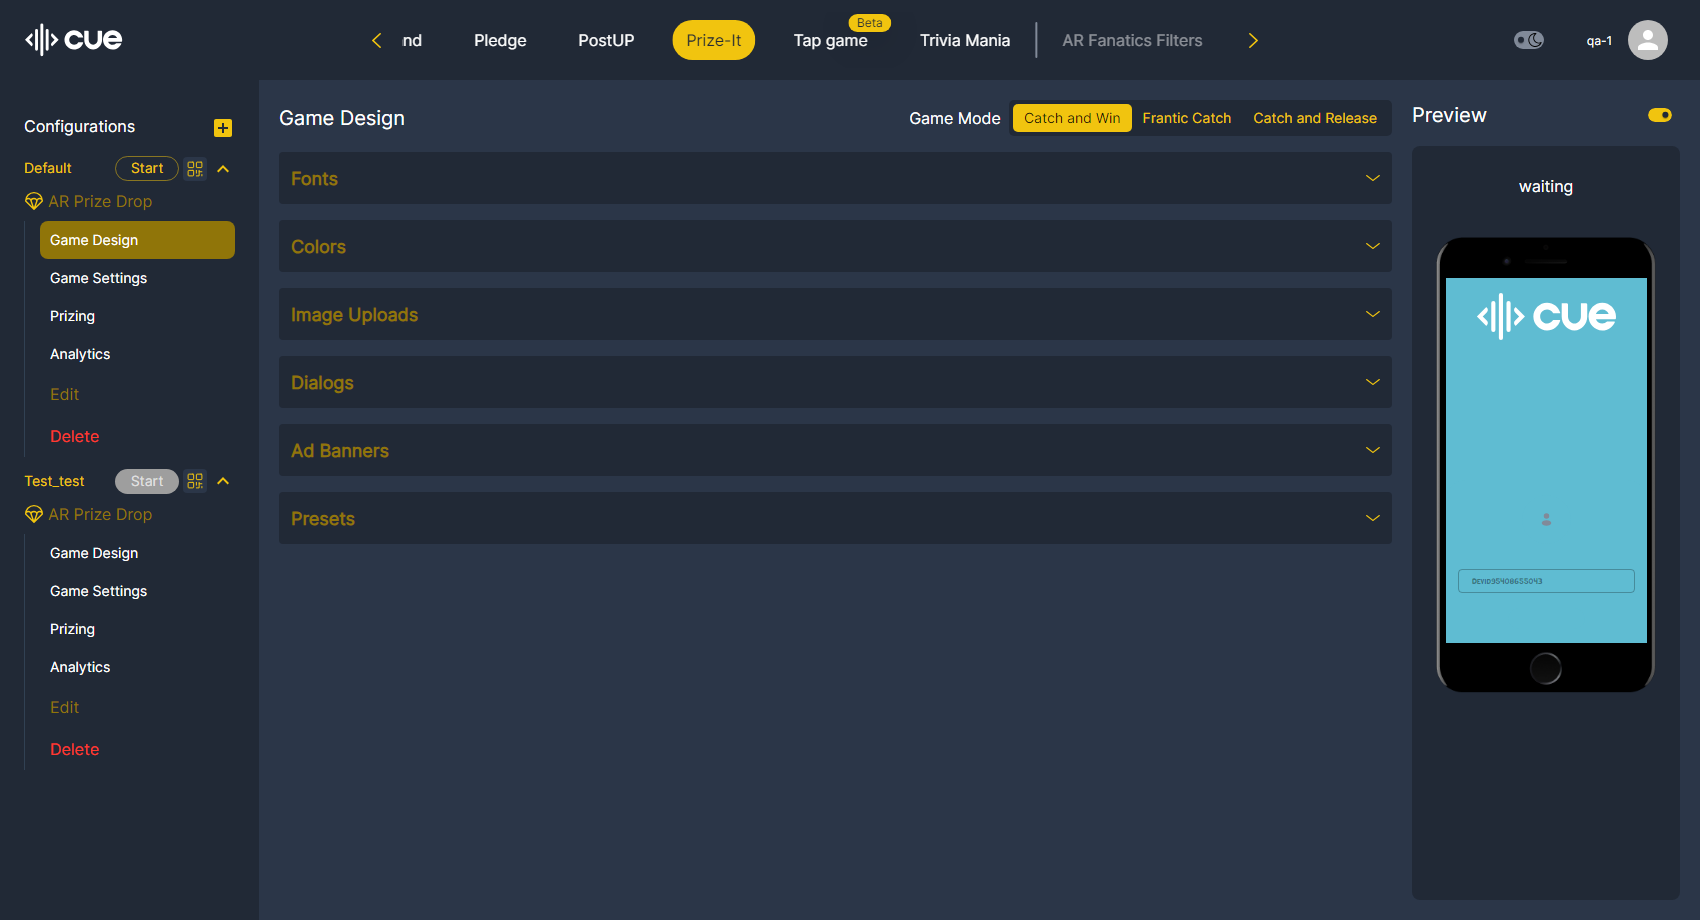 cue
nd
Pledge
PostUP
Prize-It
Beta
Tap game
Trivia Mania
AR Fanatics Filters
qa-1
Configurations
Default
Start
AR Prize Drop
Game Design
Game Settings
Prizing
Analytics
Edit
Delete
Test_test
Start
AR Prize Drop
Game Design
Game Settings
Prizing
Analytics
Edit
Delete
Game Design
Game Mode
Catch and Win
Frantic Catch
Catch and Release
Fonts
Colors
Image Uploads
Dialogs
Ad Banners
Presets
Preview
waiting
cue